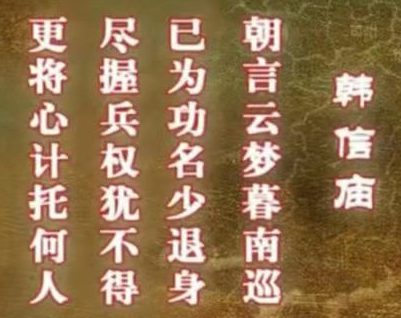 韩信庙
朝言云梦暮南巡
已为功名少退身
尽握兵权犹不得
更将心计托何人